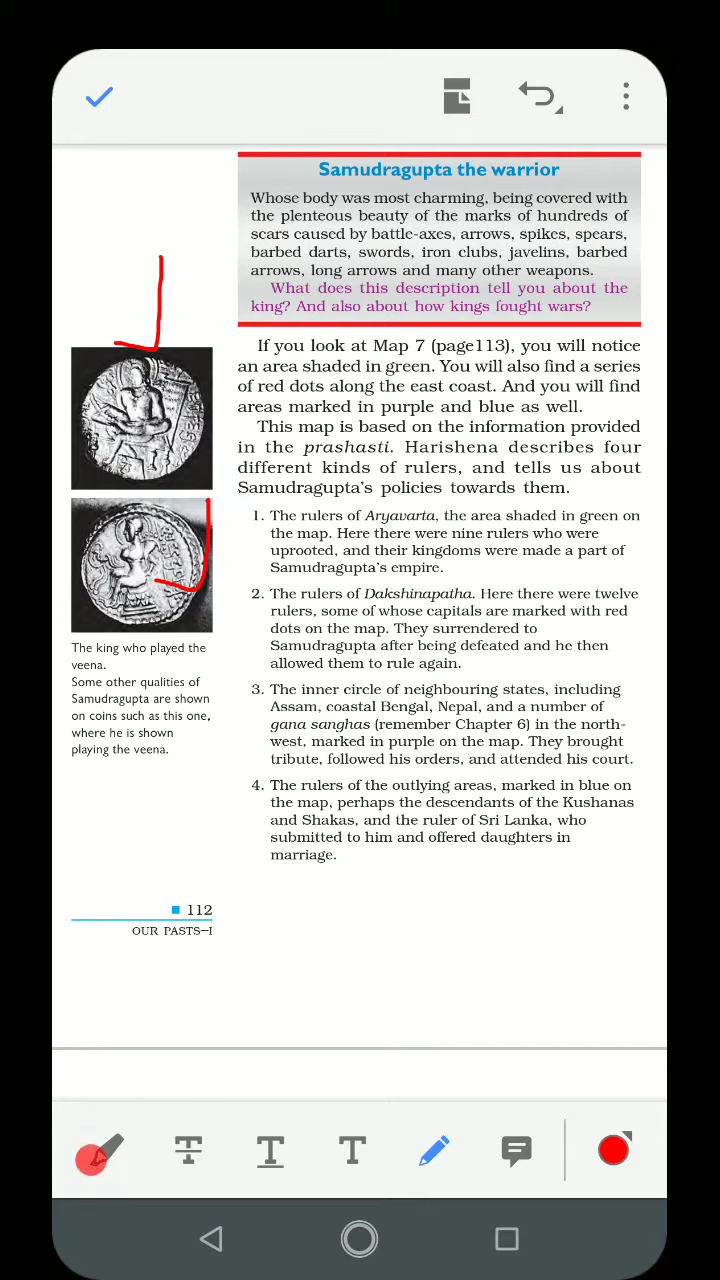 Samudragupta the warrior
Whose body was most charming, being covered with
the plenteous beauty of the marks of hundreds of
scars caused by battle-axes, arrows, spikes, spears,
barbed darts, swords, iron clubs, javelins, barbed
arrows, long arrows and many other weapons.
What does this description tell you about the
king? And also about how kings fought wars?
If you look at Map 7 (page113), you will notice
an area shaded in green. You will also find a series
of red dots along the east coast. And you will find
areas marked in purple and blue as well.
This map is based on the information provided
in the prashasti. Harishena describes four
different kinds of rulers, and tells us about
Samudragupta's policies towards them.
1. The rulers of Aryavarta, the area shaded in green on
the map. Here there were nine rulers who were
uprooted, and their kingdoms were made a part of
Samudragupta's empire.
2. The rulers of Dakshinapatha. Here there were twelve
rulers, some of whose capitals are marked with red
dots on the map. They surrendered to
Samudragupta after being defeated and he then
allowed them to rule again.
3. The inner circle of neighbouring states, including
Assam, coastal Bengal, Nepal, and a number of
gana sanghas (remember Chapter 6) in the north-
west, marked in purple on the map. They brought
tribute, followed his orders, and attended his court.
4. The rulers of the outlying areas, marked in blue on
the map, perhaps the descendants of the Kushanas
and Shakas, and the ruler of Sri Lanka, who
submitted to him and offered daughters in
marriage.
The king who played the
veena.
Some other qualities of
Samudragupta are shown
on coins such as this one,
where he is shown
playing the veena.
112
OUR PASTS–I
T
T
T